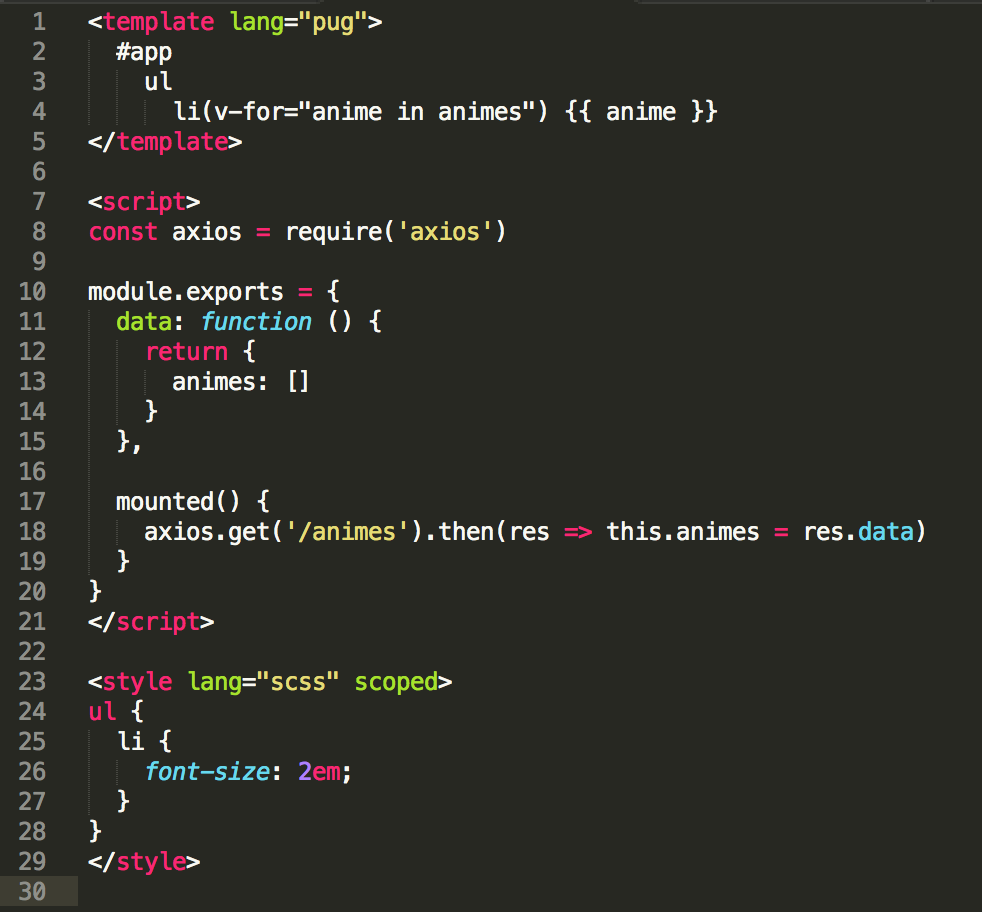 1 <template lang="pug">
2   #app
3     ul
4       li(v-for="anime in animes") {{ anime }}
5 </template>
6
7 <script>
8 const axios = require('axios')
9
10 module.exports = {
11   data: function () {
12     return {
13       animes: []
14     }
15   },
16
17   mounted() {
18     axios.get('/animes').then(res => this.animes = res.data)
19   }
20 }
21 </script>
22
23 <style lang="scss" scoped>
24 ul {
25   li {
26     font-size: 2em;
27   }
28 }
29 </style>
30